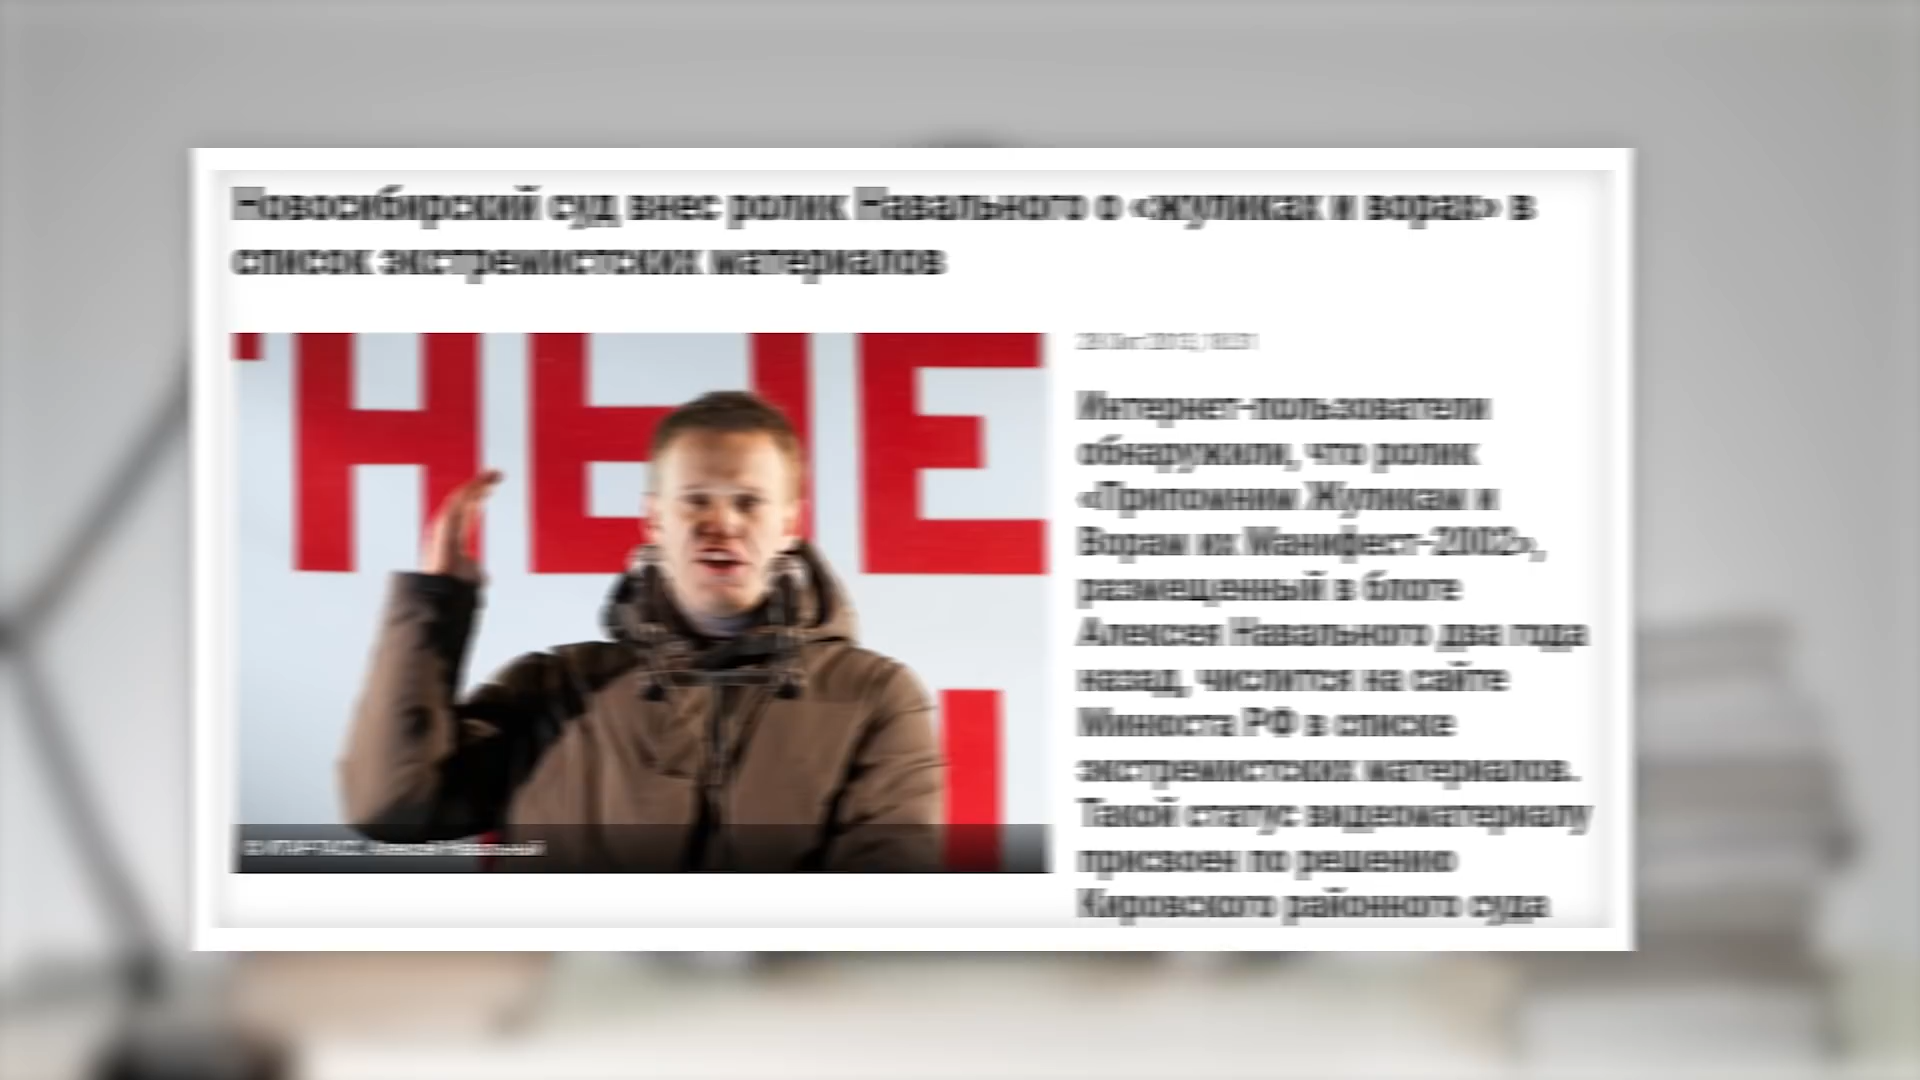 Новосибирский суд внес ролик Навального о «жуликах и ворах» в
список экстремистских материалов
НЫЕ
Интернет-пользователи
обнаружили, что ролик
«Припомним Жуликам и
Ворам их Манифест-2002»,
размещенный в блоге
Алексея Навального два года
назад, числится на сайте
Минюста РФ в списке
экстремистских материалов.
Такой статус видеоматериалу
присвоен по решению
Кировского районного суда